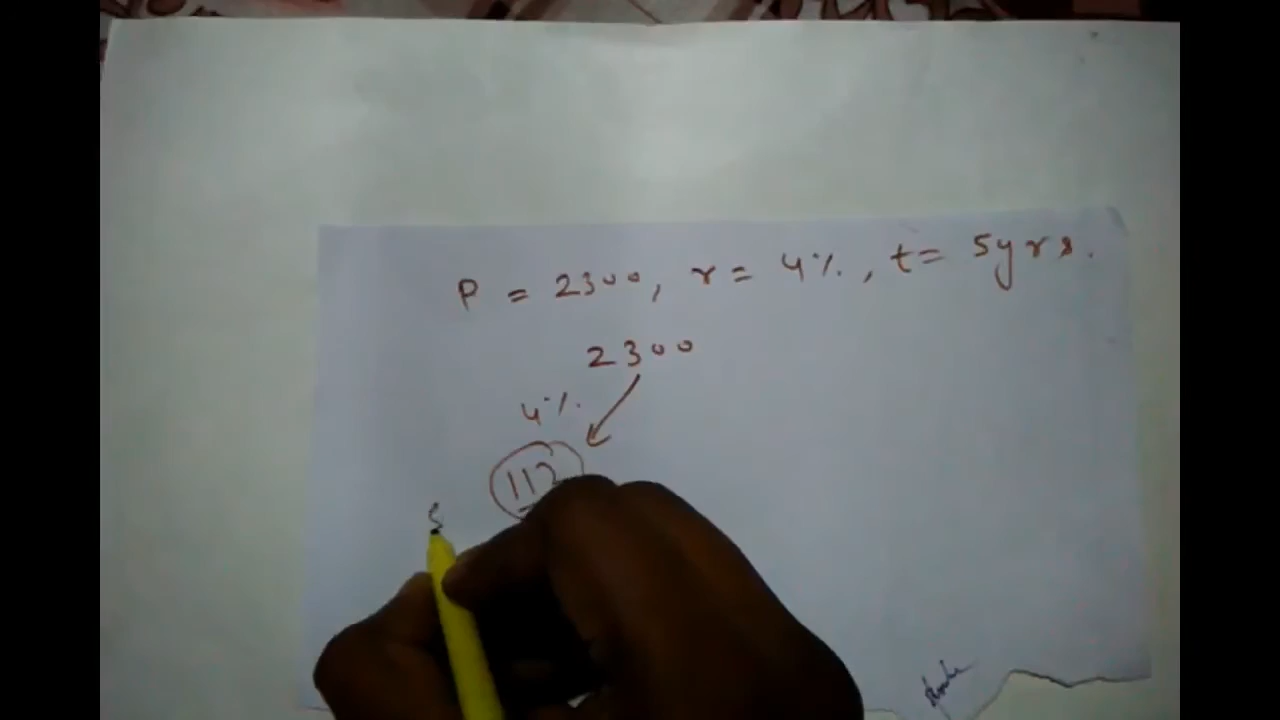 P = 2300, r = 4%, t = 5yrs.
2300
4%
112
S